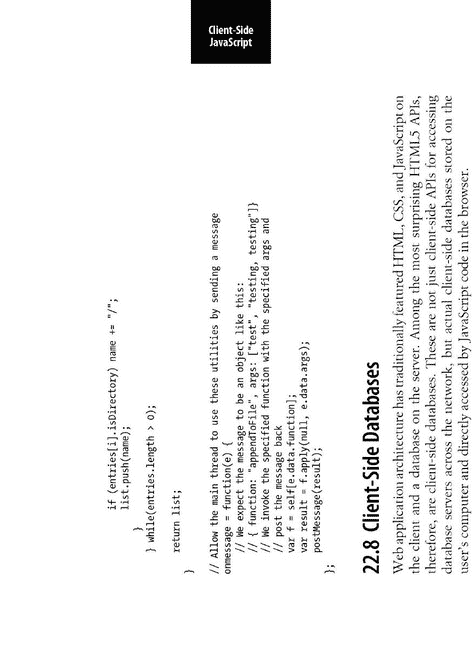 Client-Side
JavaScript
if (entries[i].isDirectory) name += "/";
list.push(name);
}
} while(entries.length > 0);
return list;
}
// Allow the main thread to use these utilities by sending a message
onmessage = function(e) {
// We expect the message to be an object like this:
// { function: "appendToFile", args: ["test", "testing, testing"]}
// We invoke the specified function with the specified args and
// post the message back
var f = self[e.data.function];
var result = f.apply(null, e.data.args);
postMessage(result);
};
22.8 Client-Side Databases
Web application architecture has traditionally featured HTML, CSS, and JavaScript on
the client and a database on the server. Among the most surprising HTML5 APIs,
therefore, are client-side databases. These are not just client-side APIs for accessing
database servers across the network, but actual client-side databases stored on the
user's computer and directly accessed by JavaScript code in the browser.